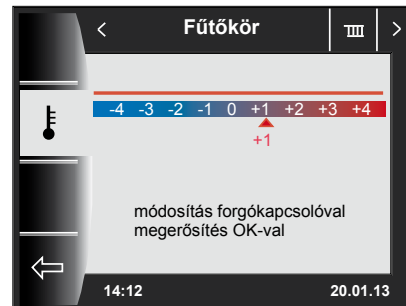 < Fűtőkör >
-4 -3 -2 -1 0 +1 +2 +3 +4
+1
módosítás forgókapcsolóval
megerősítés OK-val
14:12 20.01.13